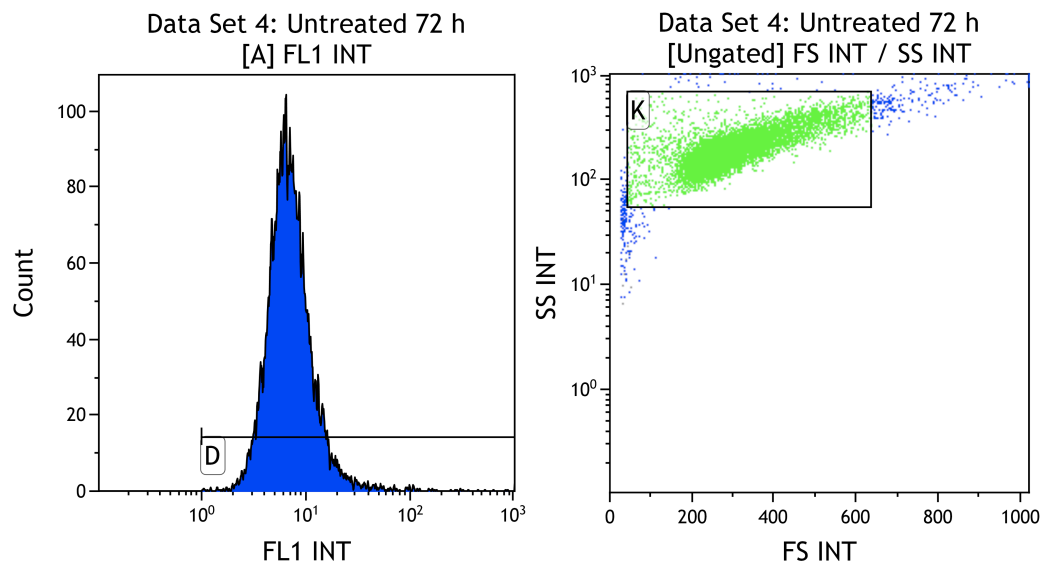 Data Set 4: Untreated 72 h
[A] FL1 INT
Count
100
80
60
40
20
0
D
10⁰
10¹
10²
10³
FL1 INT
Data Set 4: Untreated 72 h
[Ungated] FS INT / SS INT
SS INT
10³
10²
10¹
10⁰
K
0
200
400
600
800
1000
FS INT